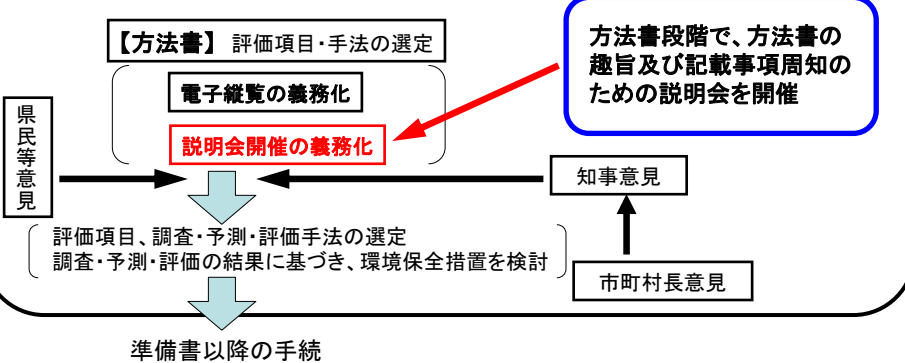 【方法書】 評価項目・手法の選定
電子縦覧の義務化
説明会開催の義務化
方法書段階で、方法書の
趣旨及び記載事項周知の
ための説明会を開催
県民等意見
知事意見
評価項目、調査・予測・評価手法の選定
調査・予測・評価の結果に基づき、環境保全措置を検討
市町村長意見
準備書以降の手続